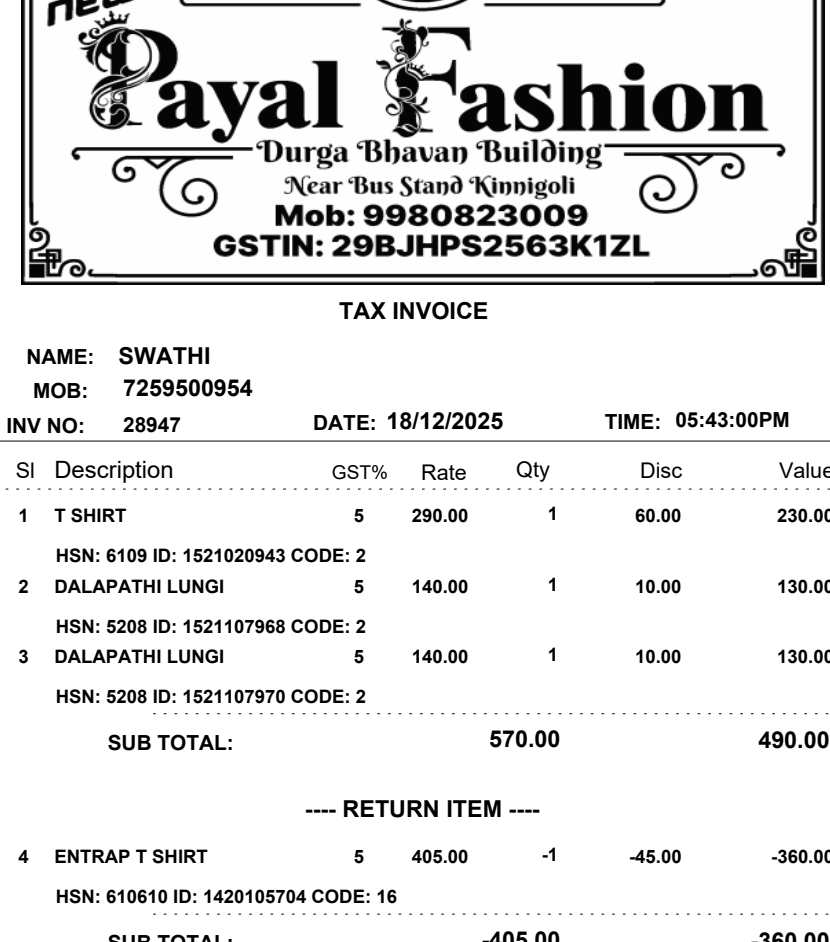 new
Payal Fashion
Durga Bhavan Building
Near Bus Stand Kinnigoli
Mob: 9980823009
GSTIN: 29BJHPS2563K1ZL
TAX INVOICE
NAME: SWATHI
MOB: 7259500954
INV NO: 28947 DATE: 18/12/2025 TIME: 05:43:00PM
Sl Description GST% Rate Qty Disc Value
1 T SHIRT 5 290.00 1 60.00 230.00
HSN: 6109 ID: 1521020943 CODE: 2
2 DALAPATHI LUNGI 5 140.00 1 10.00 130.00
HSN: 5208 ID: 1521107968 CODE: 2
3 DALAPATHI LUNGI 5 140.00 1 10.00 130.00
HSN: 5208 ID: 1521107970 CODE: 2
SUB TOTAL: 570.00 490.00
---- RETURN ITEM ----
4 ENTRAP T SHIRT 5 405.00 -1 -45.00 -360.00
HSN: 610610 ID: 1420105704 CODE: 16
SUB TOTAL: -405.00 -360.00